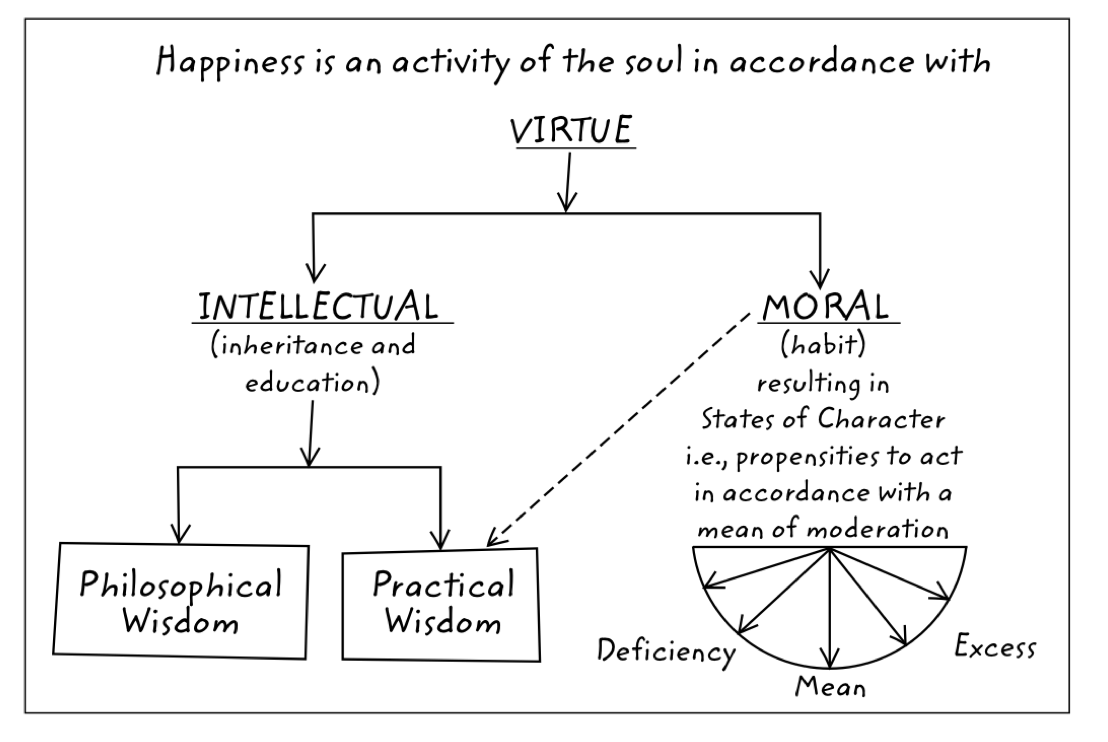 Happiness is an activity of the soul in accordance with
VIRTUE
INTELLECTUAL
(inheritance and
education)
MORAL
(habit)
resulting in
States of Character
i.e., propensities to act
in accordance with a
mean of moderation
Philosophical
Wisdom
Practical
Wisdom
Deficiency
Mean
Excess